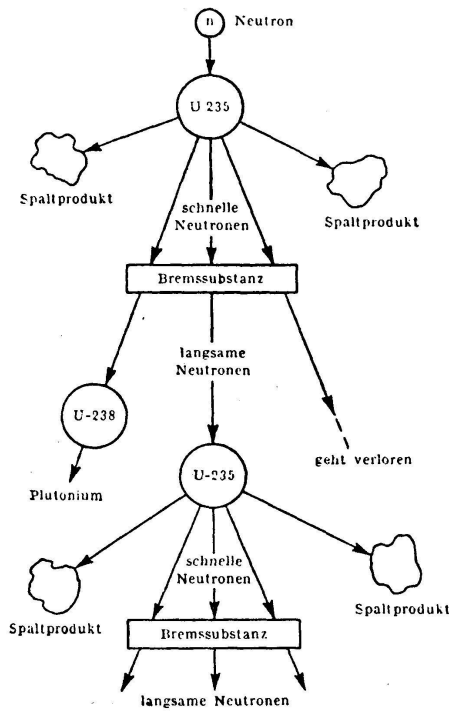 n Neutron
U 235
Spaltprodukt
Spaltprodukt
schnelle
Neutronen
Bremssubstanz
langsame
Neutronen
U-238
geht verloren
Plutonium
U-235
schnelle
Neutronen
Spaltprodukt
Spaltprodukt
Bremssubstanz
langsame Neutronen